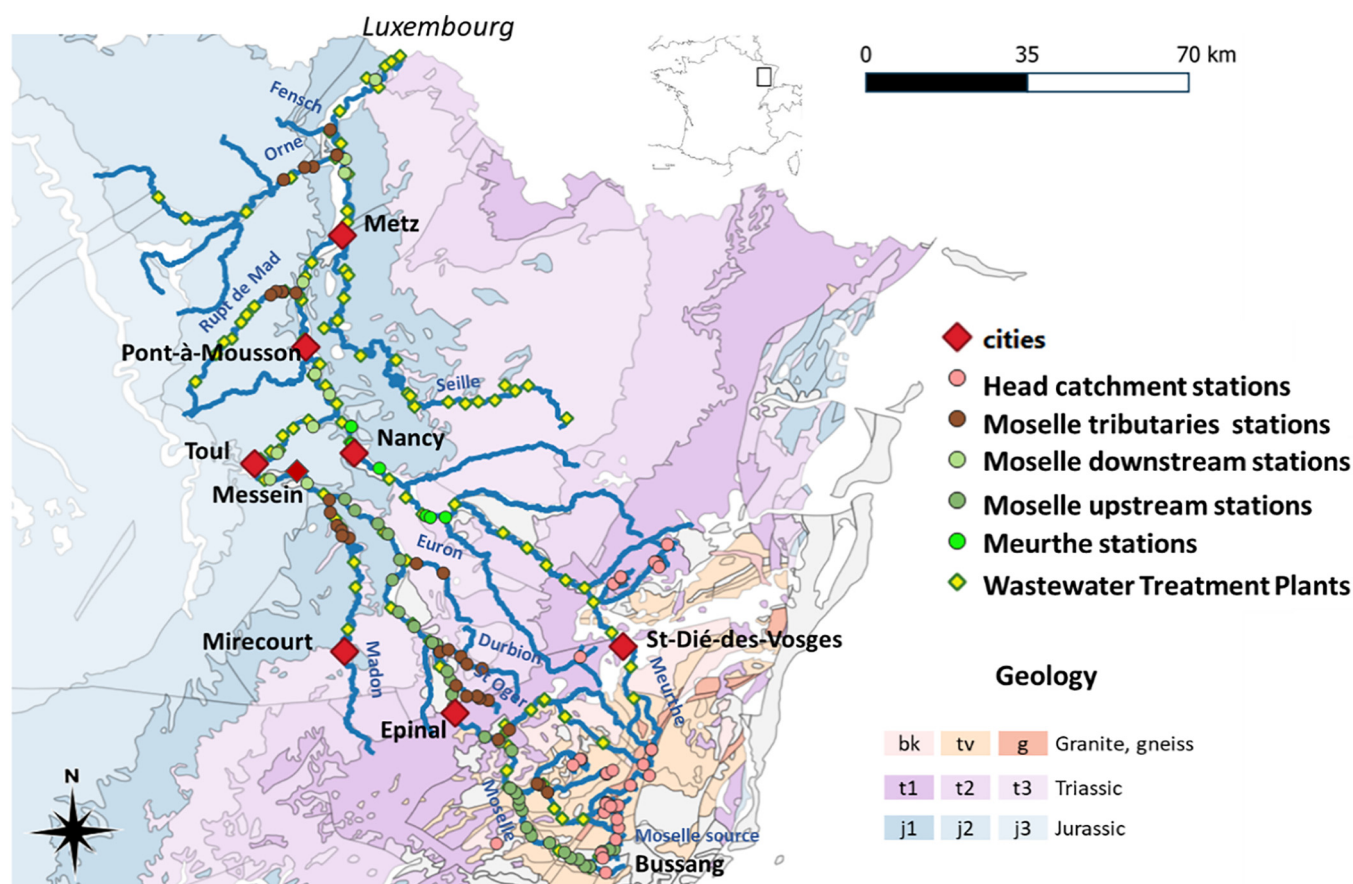 Luxembourg
0 35 70 km
Fensch
Orne
Metz
Rupt de Mad
Pont-à-Mousson
Seille
Nancy
Toul
Messein
Euron
Mirecourt
Madon
Durbion
St Oger
St-Dié-des-Vosges
Meurthe
Epinal
Moselle
Moselle source
Bussang
N
cities
Head catchment stations
Moselle tributaries stations
Moselle downstream stations
Moselle upstream stations
Meurthe stations
Wastewater Treatment Plants
Geology
bk tv g Granite, gneiss
t1 t2 t3 Triassic
j1 j2 j3 Jurassic